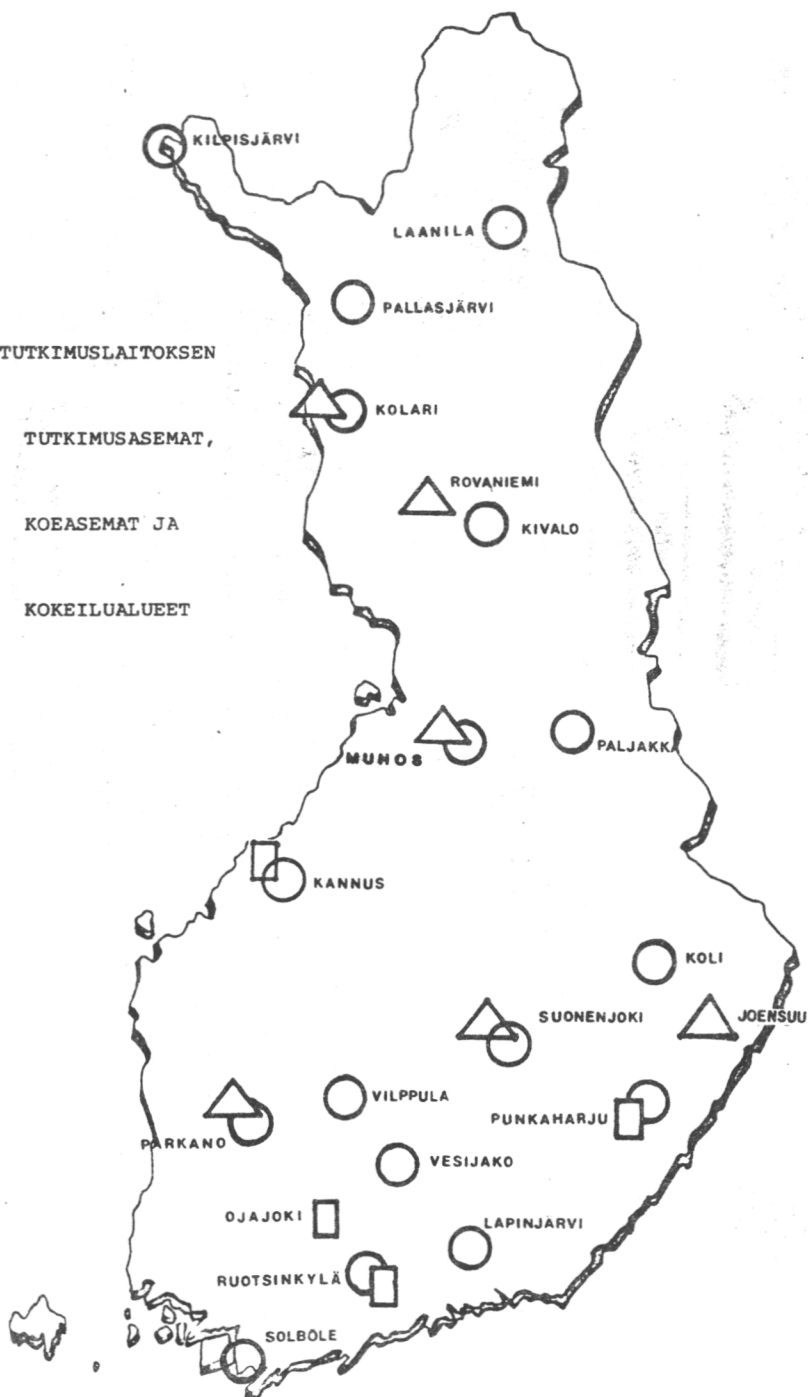 KILPISJÄRVI
LAANILA
PALLASJÄRVI
TUTKIMUSLAITOKSEN
KOLARI
TUTKIMUSASEMAT,
ROVANIEMI
KOEASEMAT JA
KIVALO
KOKEILUALUEET
MUHOS
PALJAKKA
KANNUS
KOLI
SUONENJOKI
JOENSUU
VILPPULA
PUNKAHARJU
PARKANO
VESIJAKO
OJAJOKI
LAPINJÄRVI
RUOTSINKYLÄ
SOLBÖLE